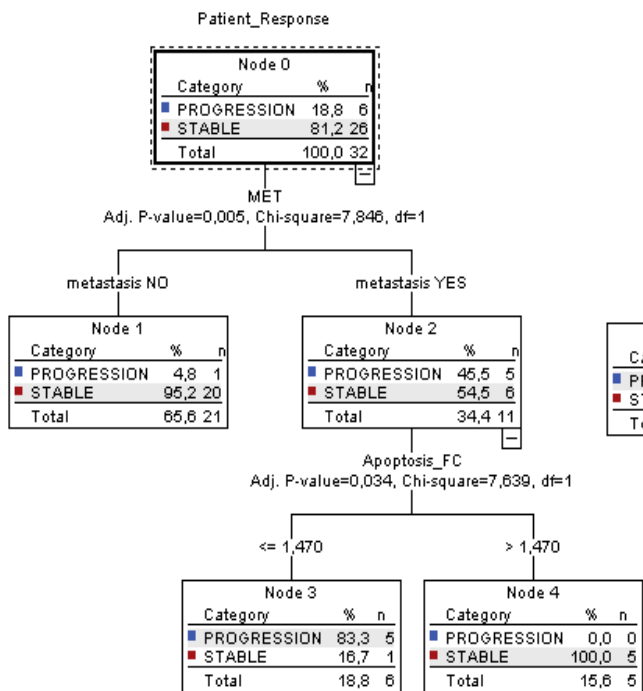 Patient_Response
Node 0
Category % n
PROGRESSION 18,8 6
STABLE 81,2 26
Total 100,0 32
MET
Adj. P-value=0,005, Chi-square=7,846, df=1
metastasis NO
metastasis YES
Node 1
Category % n
PROGRESSION 4,8 1
STABLE 95,2 20
Total 65,6 21
Node 2
Category % n
PROGRESSION 45,5 5
STABLE 54,5 6
Total 34,4 11
Apoptosis_FC
Adj. P-value=0,034, Chi-square=7,639, df=1
<= 1,470
> 1,470
Node 3
Category % n
PROGRESSION 83,3 5
STABLE 16,7 1
Total 18,8 6
Node 4
Category % n
PROGRESSION 0,0 0
STABLE 100,0 5
Total 15,6 5